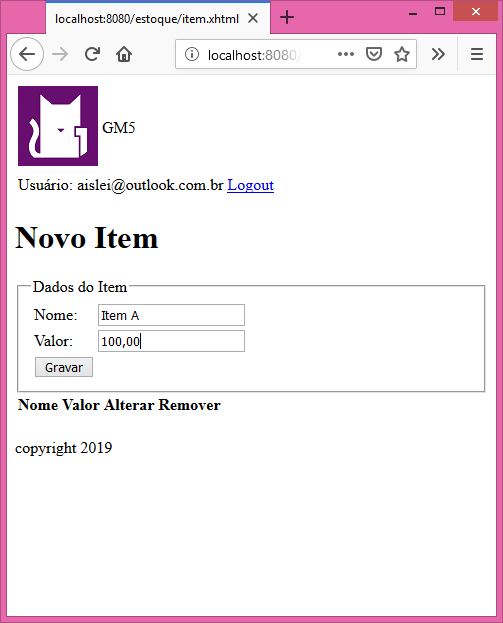 localhost:8080/estoque/item.xhtml
localhost:8080/
GM5
Usuário: aislei@outlook.com.br Logout
Novo Item
Dados do Item
Nome: Item A
Valor: 100,00
Gravar
Nome Valor Alterar Remover
copyright 2019